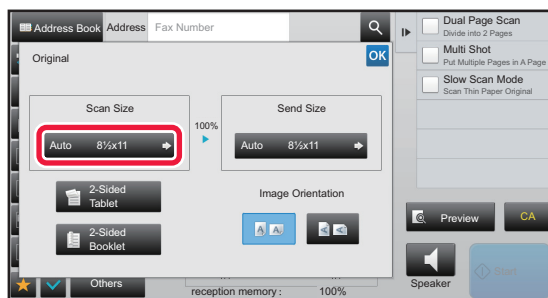 Address Book
Address
Fax Number
Original
OK
Scan Size
100%
Send Size
Auto 8½x11
Auto 8½x11
2-Sided
Tablet
2-Sided
Booklet
Image Orientation
A A
Others
reception memory :
100%
Dual Page Scan
Divide into 2 Pages
Multi Shot
Put Multiple Pages in A Page
Slow Scan Mode
Scan Thin Paper Original
Preview
CA
Speaker
Start